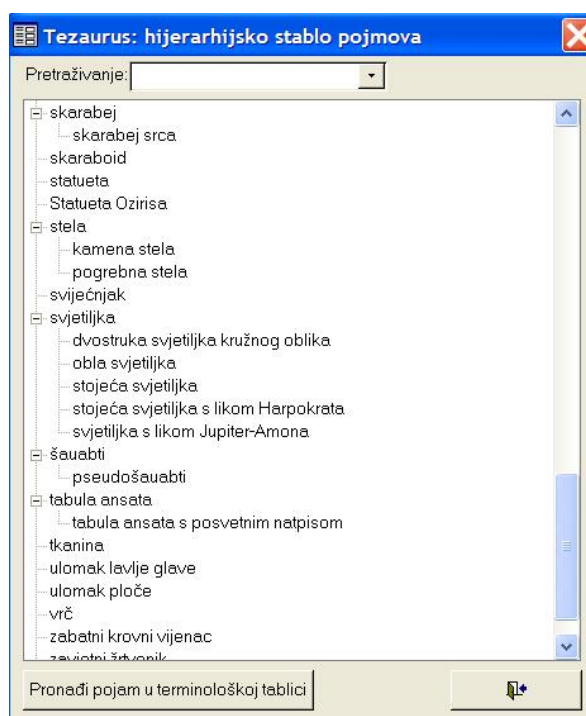 Tezaurus: hijerarhijsko stablo pojmova
Pretraživanje:
skarabej
skarabej srca
skaraboid
statueta
Statueta Ozirisa
stela
kamena stela
pogrebna stela
svijećnjak
svjetiljka
dvostruka svjetiljka kružnog oblika
obla svjetiljka
stojeća svjetiljka
stojeća svjetiljka s likom Harpokrata
svjetiljka s likom Jupiter-Amona
šauabti
pseudošauabti
tabula ansata
tabula ansata s posvetnim natpisom
tkanina
ulomak lavlje glave
ulomak ploče
vrč
zabatni krovni vijenac
zavjetni žrtvenik
Pronađi pojam u terminološkoj tablici